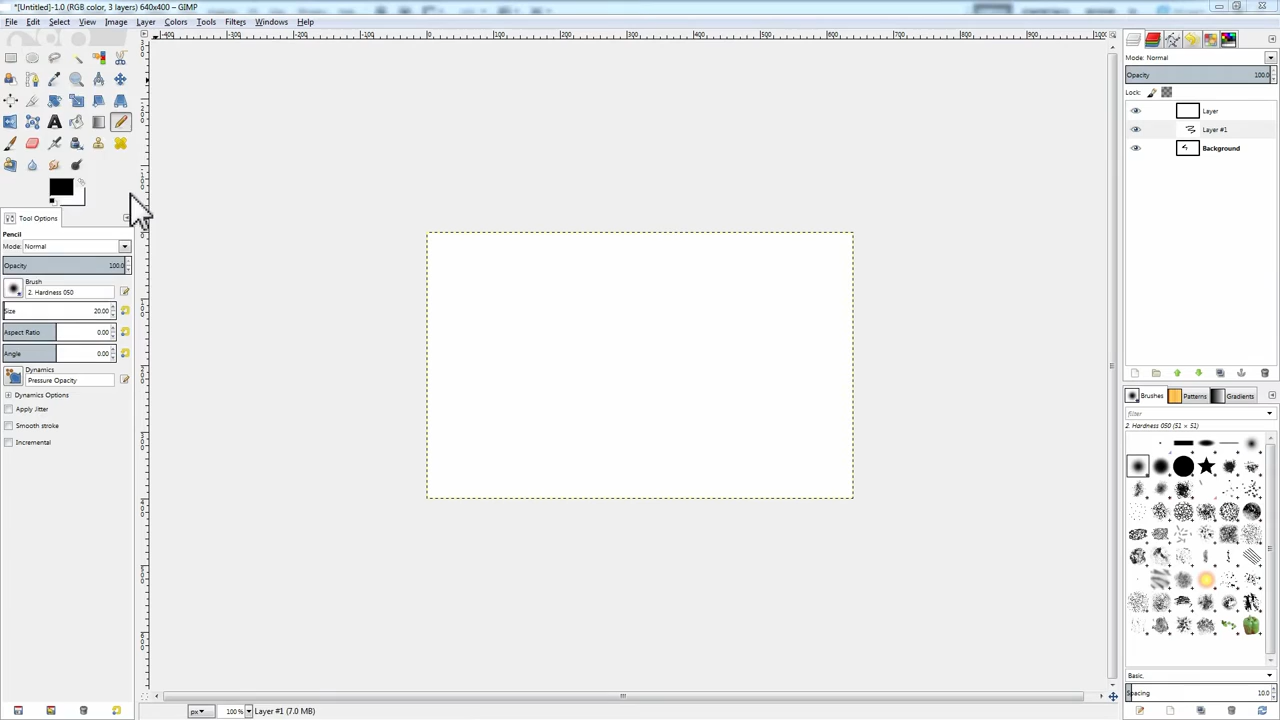 *[Untitled]-1.0 (RGB color, 3 layers) 640x400 – GIMP
File Edit Select View Image Layer Colors Tools Filters Windows Help
Tool Options
Pencil
Mode: Normal
Opacity 100.0
Brush
2. Hardness 050
Size 20.00
Aspect Ratio 0.00
Angle 0.00
Dynamics
Pressure Opacity
Dynamics Options
Apply Jitter
Smooth stroke
Incremental
px 100% Layer #1 (7.0 MB)
Mode: Normal
Opacity 100.0
Lock:
Layer
Layer #1
Background
Brushes Patterns Gradients
filter
2. Hardness 050 (51 × 51)
Basic,
Spacing 10.0